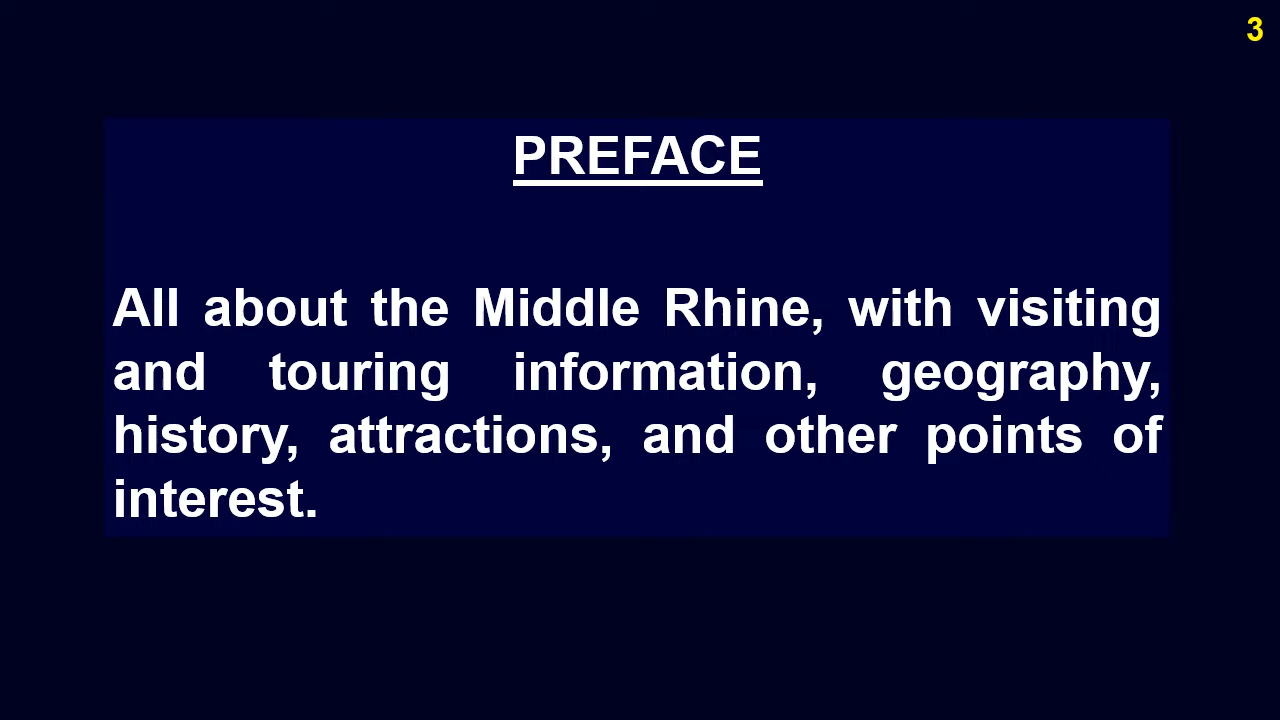 3
PREFACE
All about the Middle Rhine, with visiting
and touring information, geography,
history, attractions, and other points of
interest.